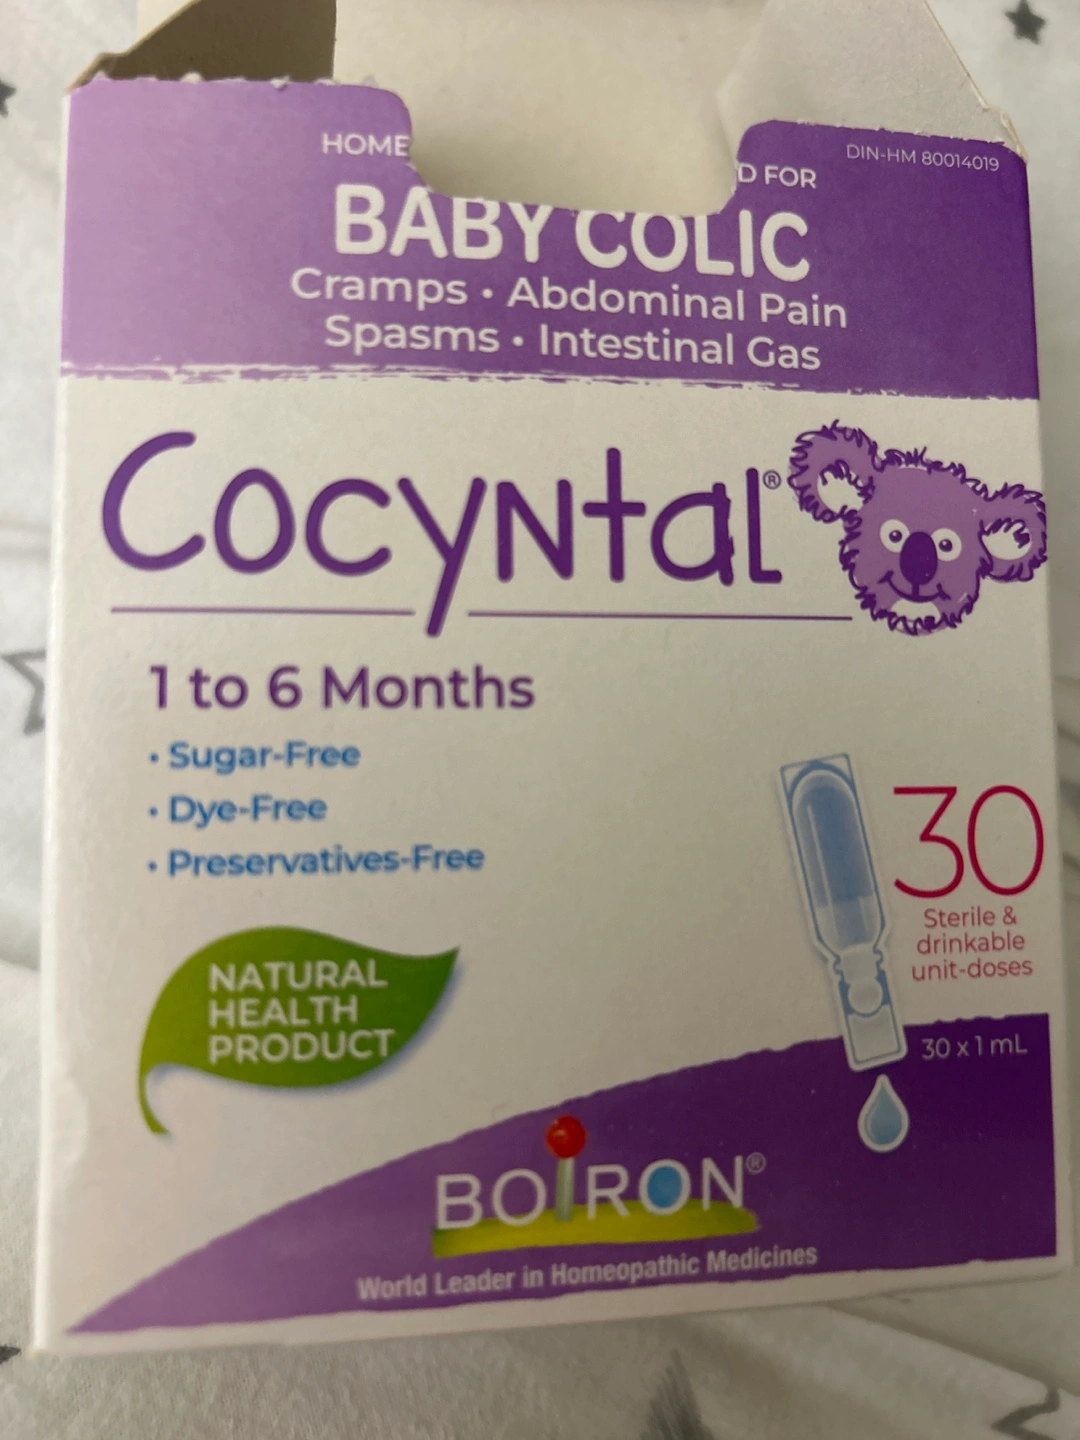 HOME
D FOR
DIN-HM 80014019
BABY COLIC
Cramps • Abdominal Pain
Spasms • Intestinal Gas
Cocyntal®
1 to 6 Months
• Sugar-Free
• Dye-Free
• Preservatives-Free
30
Sterile &
drinkable
unit-doses
30 x 1 mL
NATURAL
HEALTH
PRODUCT
BOIRON®
World Leader in Homeopathic Medicines